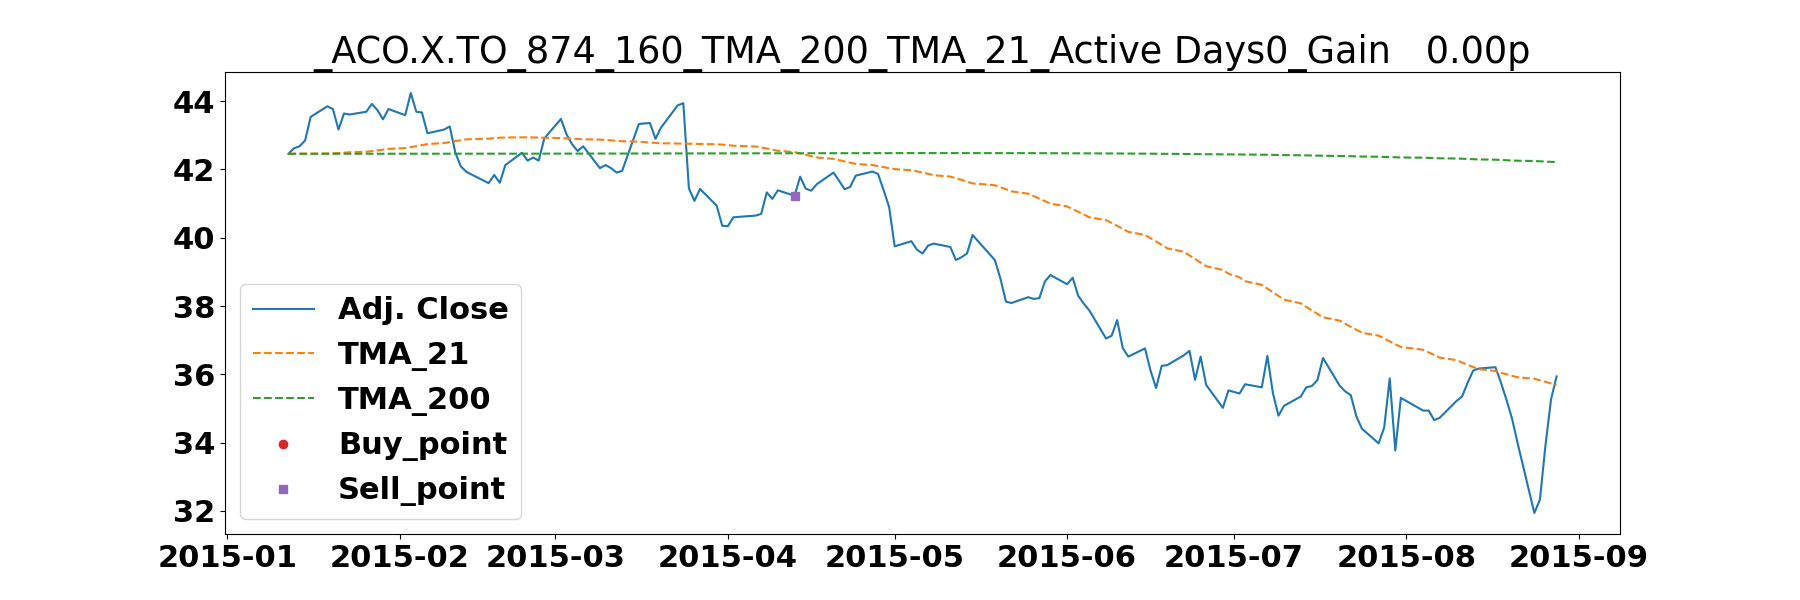 _ACO.X.TO_874_160_TMA_200_TMA_21_Active Days0_Gain   0.00p
44
42
40
38
36
34
32
Adj. Close
TMA_21
TMA_200
Buy_point
Sell_point
2015-01 2015-02 2015-03 2015-04 2015-05 2015-06 2015-07 2015-08 2015-09